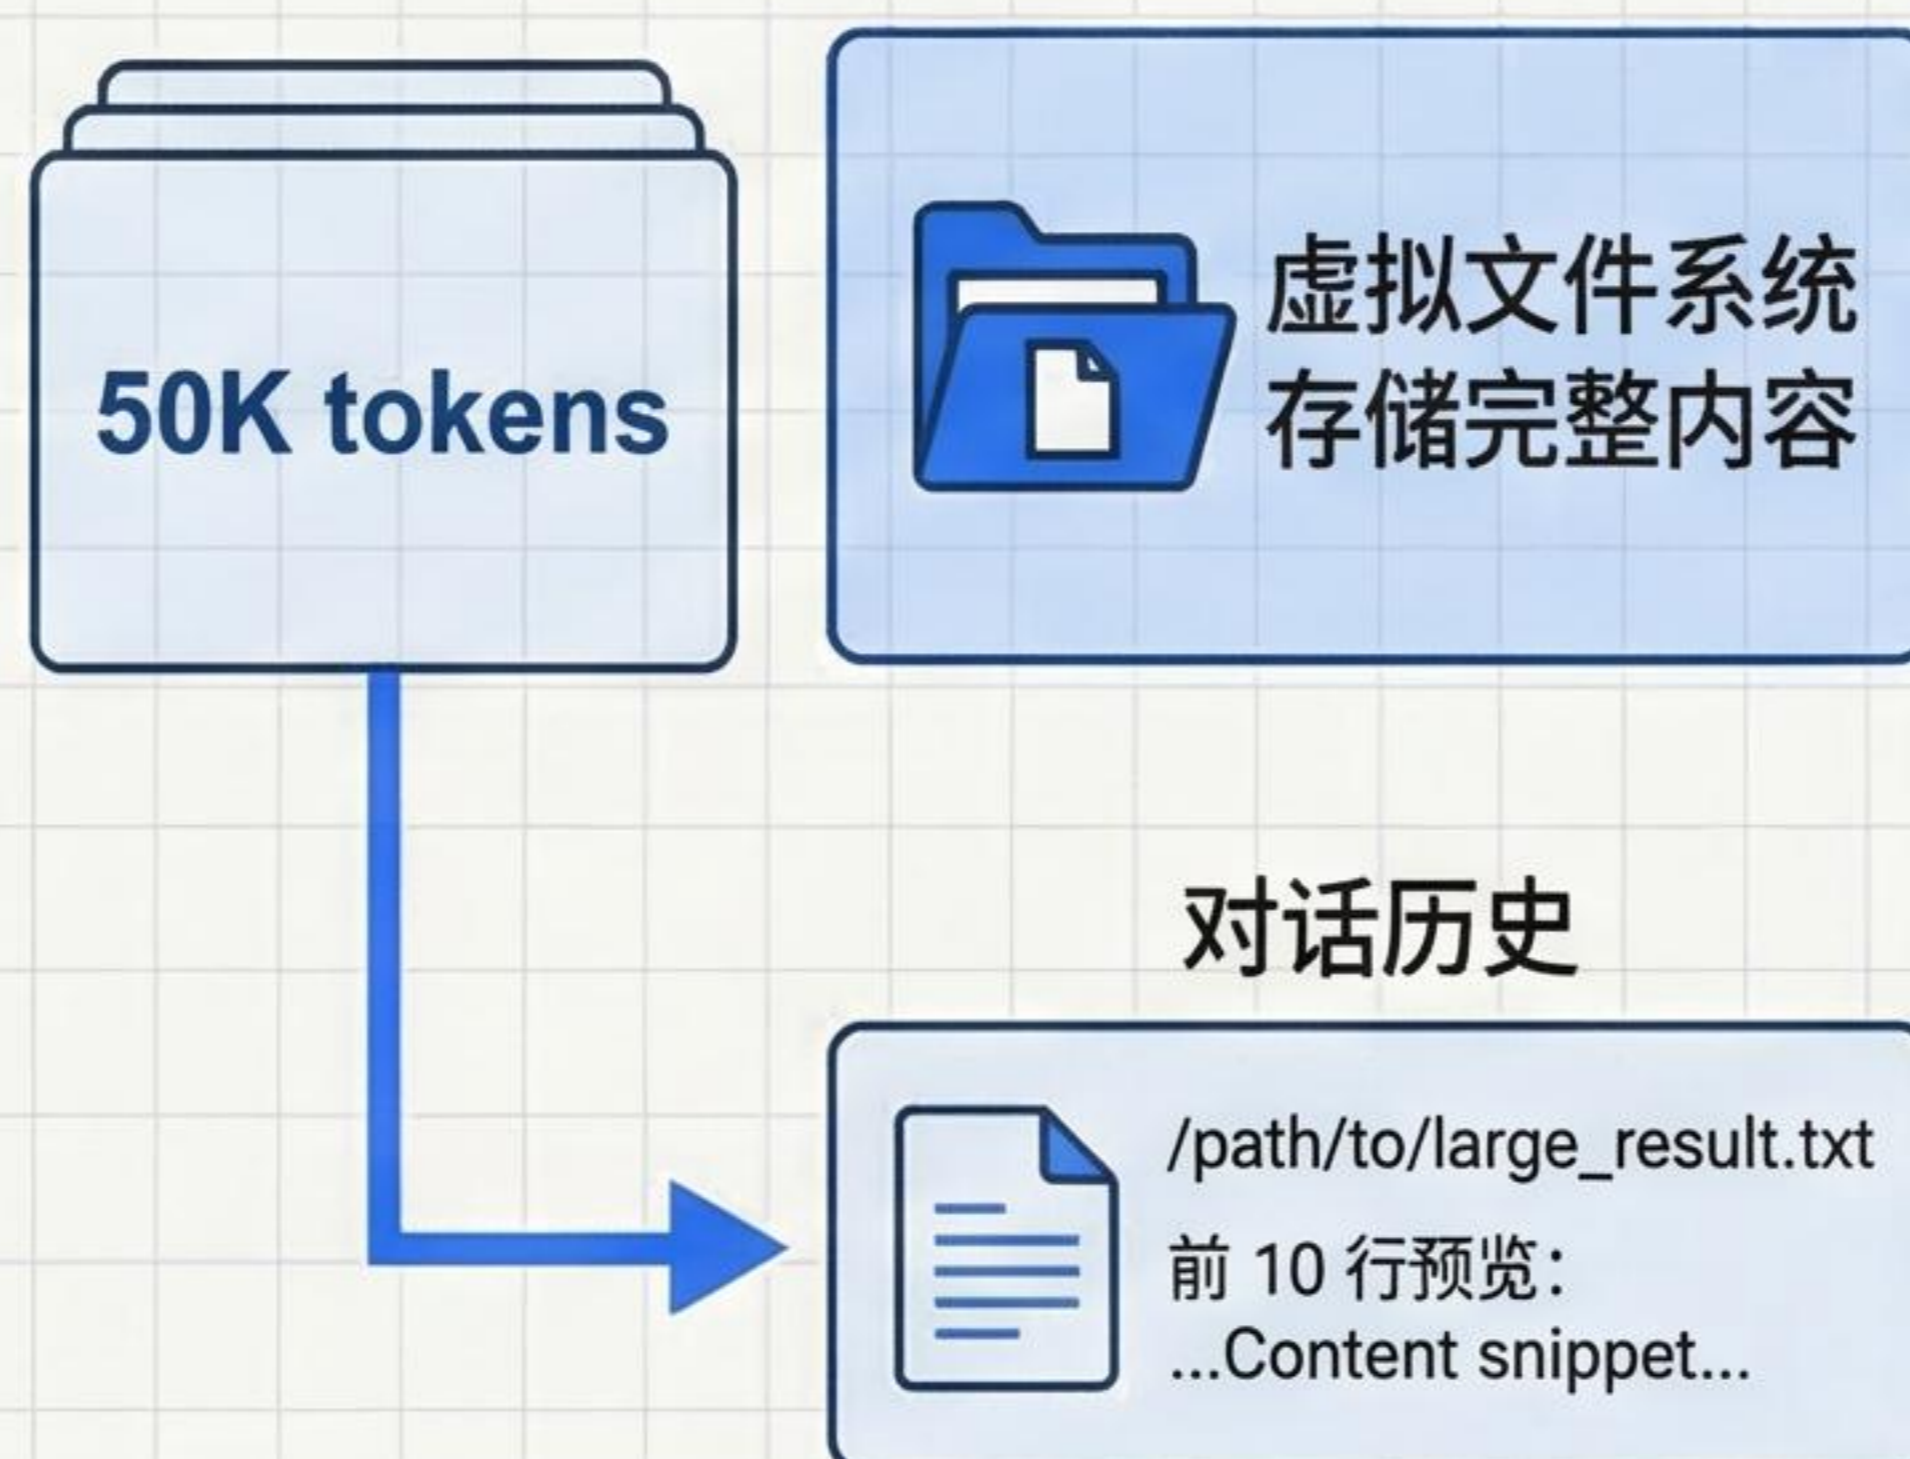 50K tokens
虚拟文件系统
存储完整内容
对话历史
/path/to/large_result.txt
前 10 行预览：
...Content snippet...